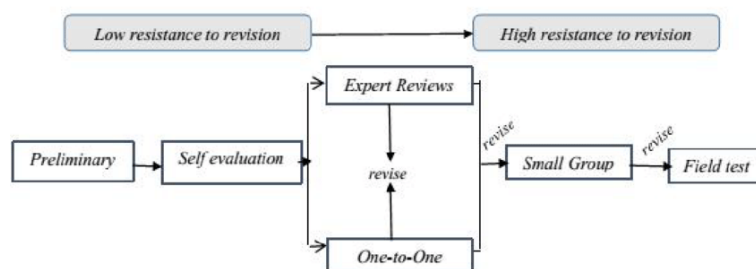 Low resistance to revision
High resistance to revision
Expert Reviews
Preliminary
Self evaluation
revise
revise
Small Group
revise
Field test
One-to-One